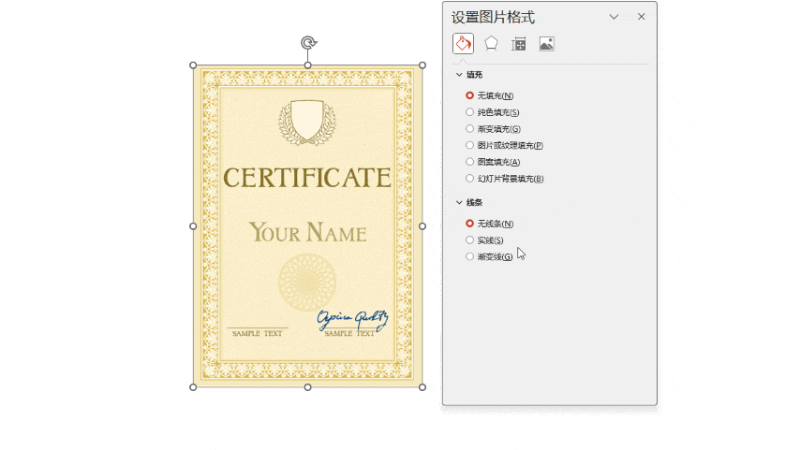 设置图片格式
填充
无填充(N)
纯色填充(S)
渐变填充(G)
图片或纹理填充(P)
图案填充(A)
幻灯片背景填充(B)
线条
无线条(N)
实线(S)
渐变线(G)
CERTIFICATE
YOUR NAME
SAMPLE TEXT
SAMPLE TEXT